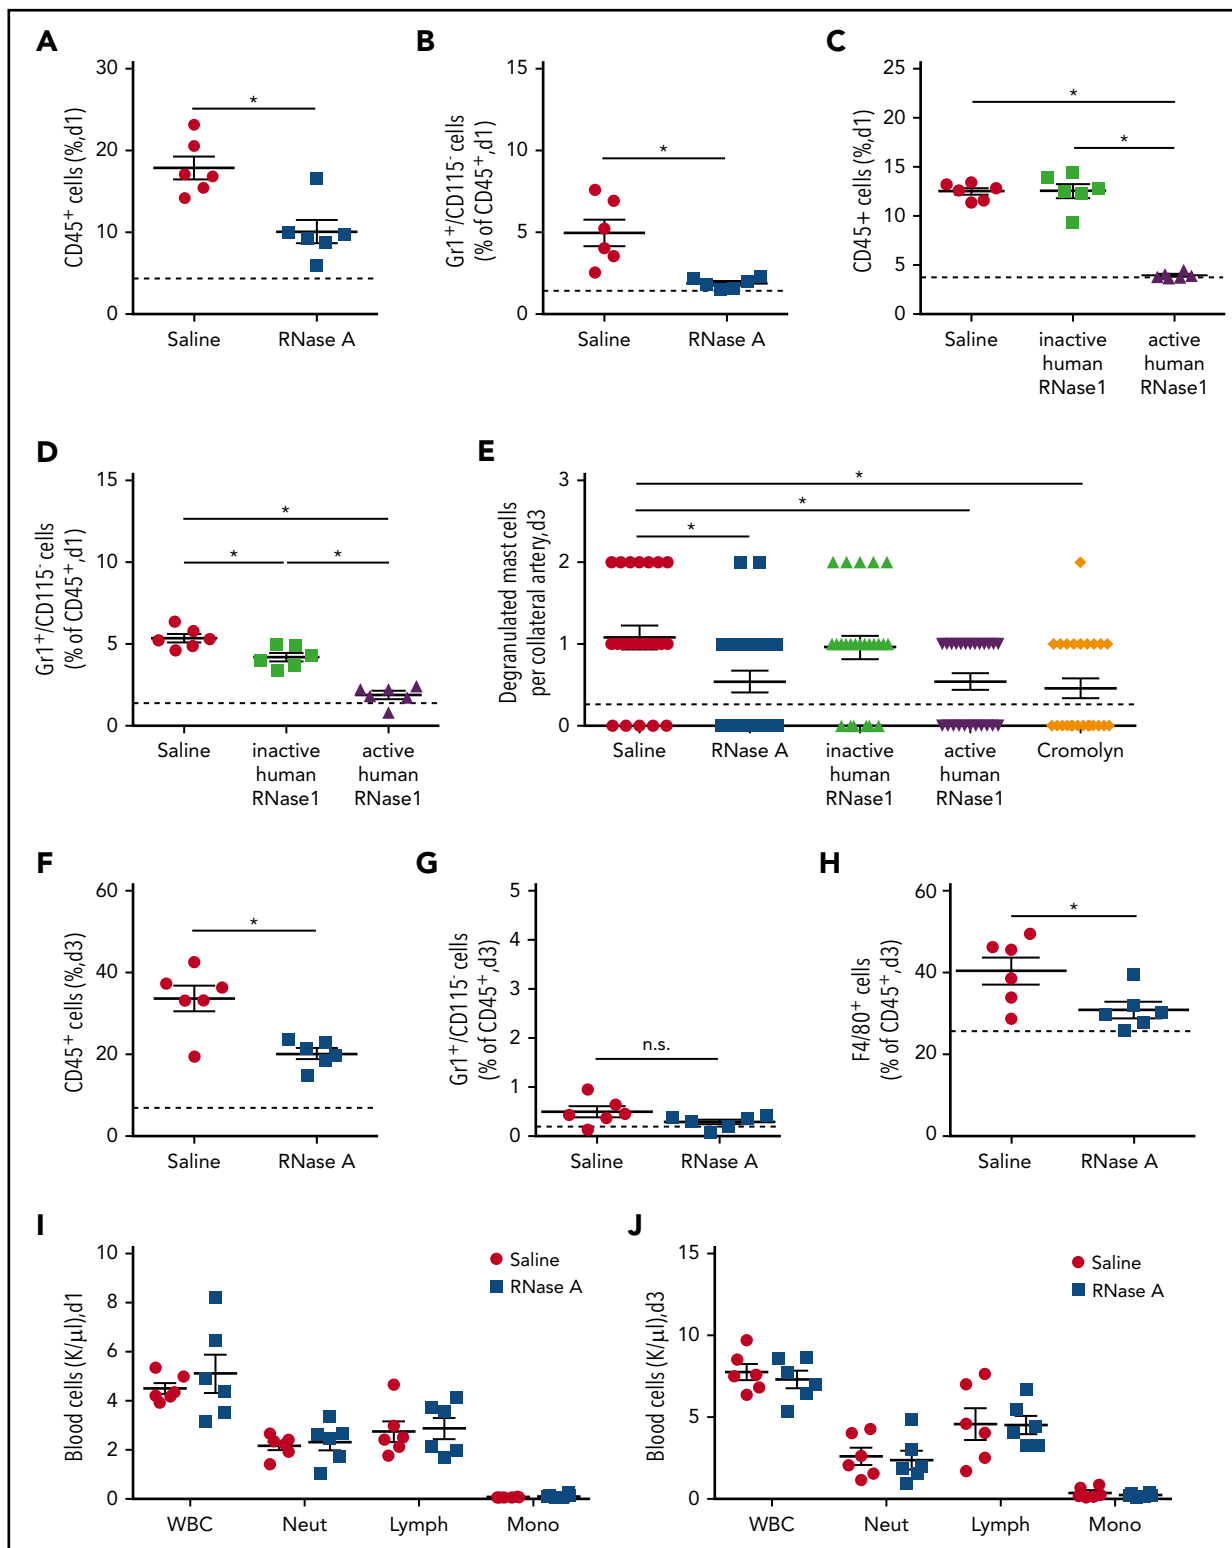 A
CD45⁺ cells (%,d1)
30
20
10
0
*
Saline
RNase A
B
Gr1⁺/CD115⁻ cells
(% of CD45⁺,d1)
15
10
5
0
*
Saline
RNase A
C
CD45+ cells (%,d1)
25
20
15
10
5
0
*
*
Saline
inactive
human
RNase1
active
human
RNase1
D
Gr1⁺/CD115⁻ cells
(% of CD45⁺,d1)
15
10
5
0
*
*
*
Saline
inactive
human
RNase1
active
human
RNase1
E
Degranulated mast cells
per collateral artery,d3
3
2
1
0
*
*
*
Saline
RNase A
inactive
human
RNase1
active
human
RNase1
Cromolyn
F
CD45⁺ cells (%,d3)
60
40
20
0
*
Saline
RNase A
G
Gr1⁺/CD115⁻ cells
(% of CD45⁺,d3)
5
4
3
2
1
0
n.s.
Saline
RNase A
H
F4/80⁺ cells
(% of CD45⁺,d3)
60
40
20
0
*
Saline
RNase A
I
Blood cells (K/µl),d1
10
8
6
4
2
0
Saline
RNase A
WBC
Neut
Lymph
Mono
J
Blood cells (K/µl),d3
15
10
5
0
Saline
RNase A
WBC
Neut
Lymph
Mono